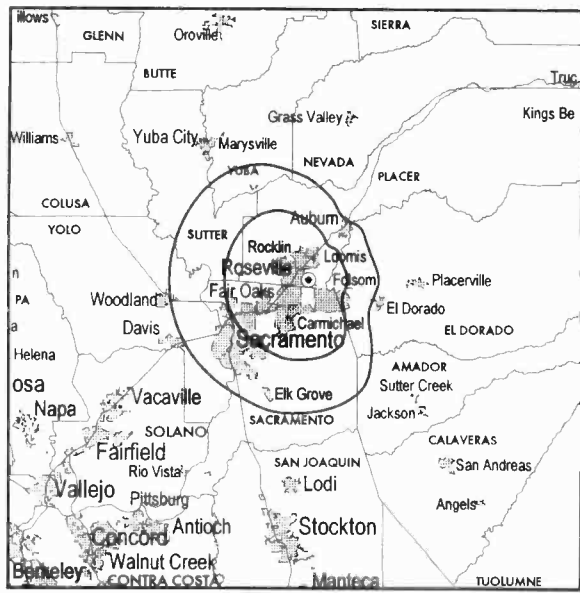 illows
GLENN
Oroville
SIERRA
BUTTE
Truc
Kings Be
Grass Valley
Williams
Yuba City
Marysville
NEVADA
YUBA
PLACER
COLUSA
YOLO
SUTTER
Auburn
Rocklin
Loomis
Roseville
Folsom
n
PA
Woodland
Fair Oaks
Placerville
El Dorado
a
Davis
Carmichael
Sacramento
EL DORADO
Helena
AMADOR
osa
Vacaville
Elk Grove
Sutter Creek
Napa
SACRAMENTO
Jackson
SOLANO
CALAVERAS
Fairfield
Rio Vista
SAN JOAQUIN
San Andreas
Vallejo
Lodi
Pittsburg
Angels
Antioch
Stockton
Concord
Walnut Creek
Berkeley
CONTRA COSTA
Manteca
TUOLUMNE